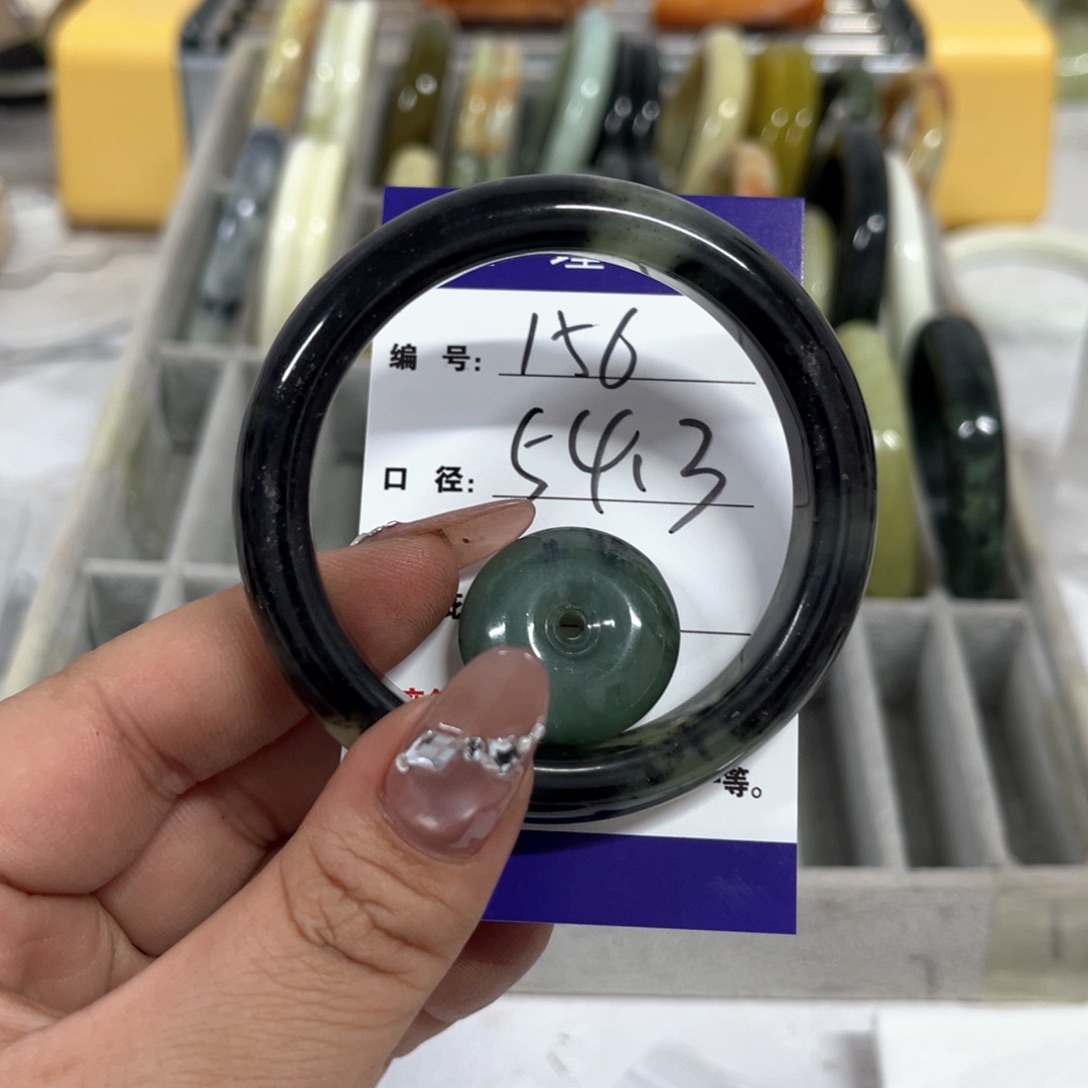 编 号: 156
口 径: 54.3
等。